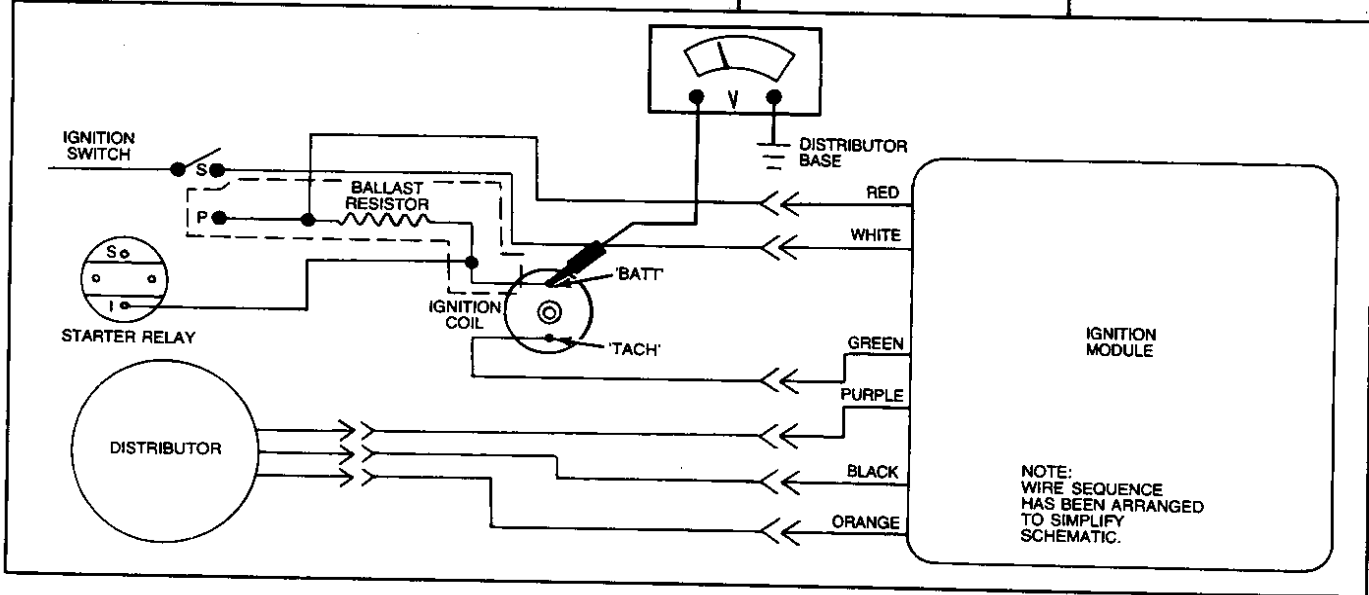 V
DISTRIBUTOR
BASE
IGNITION
SWITCH
S
BALLAST
RESISTOR
P
RED
WHITE
S
I
STARTER RELAY
'BATT'
IGNITION
COIL
'TACH'
GREEN
PURPLE
IGNITION
MODULE
DISTRIBUTOR
BLACK
ORANGE
NOTE:
WIRE SEQUENCE
HAS BEEN ARRANGED
TO SIMPLIFY
SCHEMATIC.